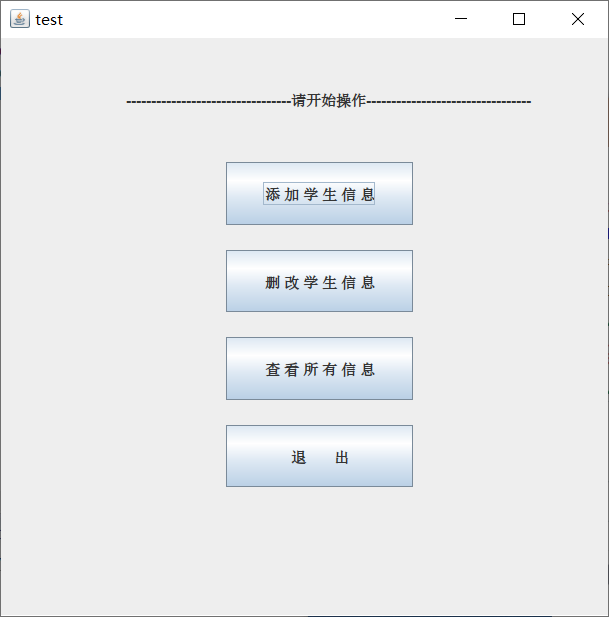 test
---------------------------------请开始操作---------------------------------
添 加 学 生 信 息
删 改 学 生 信 息
查 看 所 有 信 息
退 出